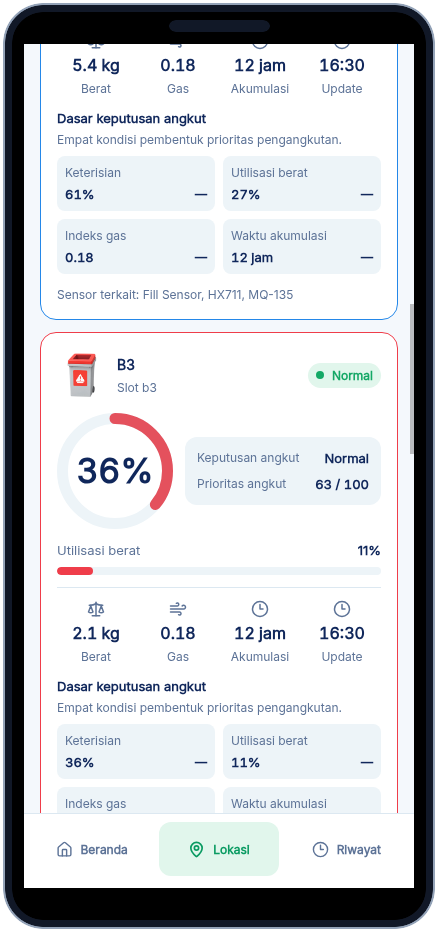 5.4 kg 0.18 12 jam 16:30
Berat Gas Akumulasi Update
Dasar keputusan angkut
Empat kondisi pembentuk prioritas pengangkutan.
Keterisian Utilisasi berat
61% — 27% —
Indeks gas Waktu akumulasi
0.18 — 12 jam —
Sensor terkait: Fill Sensor, HX711, MQ-135
B3
Slot b3
Normal
36%
Keputusan angkut Normal
Prioritas angkut 63 / 100
Utilisasi berat 11%
2.1 kg 0.18 12 jam 16:30
Berat Gas Akumulasi Update
Dasar keputusan angkut
Empat kondisi pembentuk prioritas pengangkutan.
Keterisian Utilisasi berat
36% — 11% —
Indeks gas Waktu akumulasi
Beranda Lokasi Riwayat